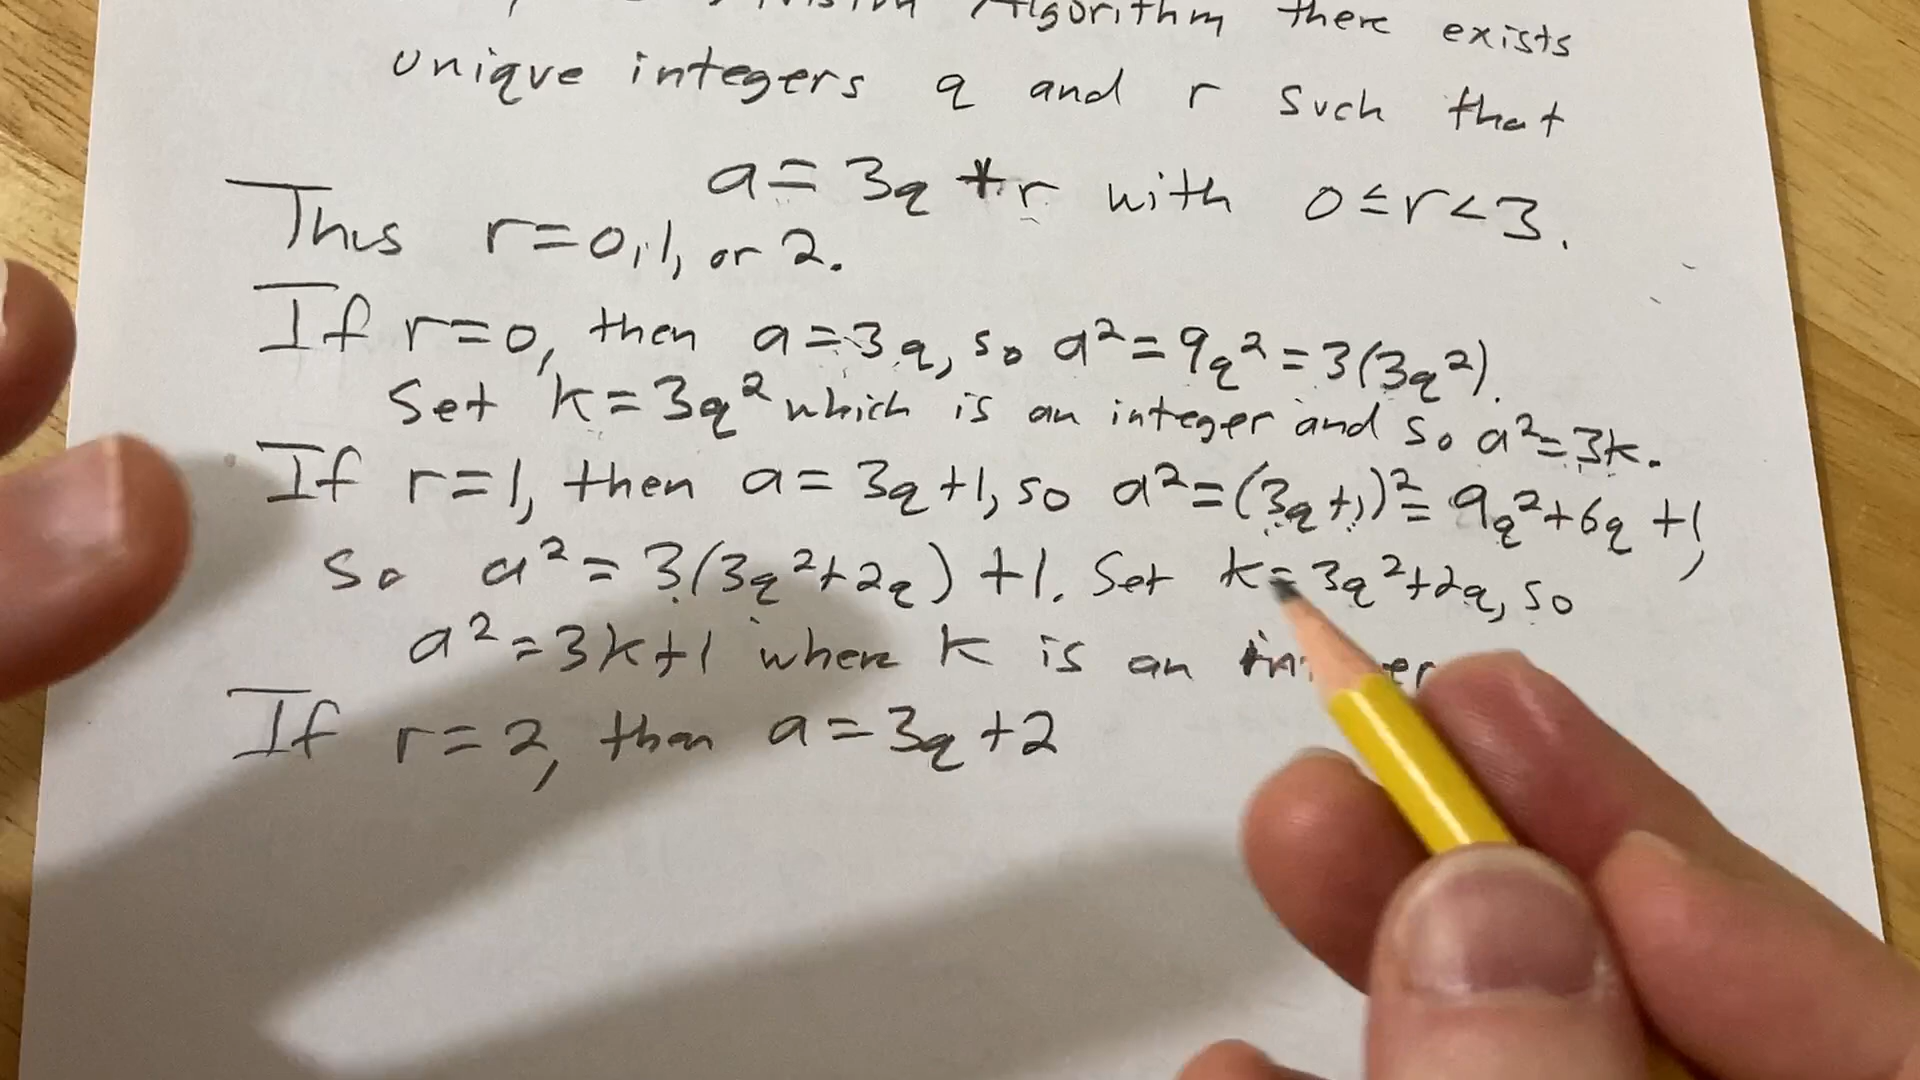 Algorithm there exists
unique integers q and r such that
a = 3q + r with 0 ≤ r < 3.
Thus r = 0, 1, or 2.
If r = 0, then a = 3q, so a² = 9q² = 3(3q²).
Set k = 3q² which is an integer and so a² = 3k.
If r = 1, then a = 3q + 1, so a² = (3q + 1)² = 9q² + 6q + 1,
So a² = 3(3q² + 2q) + 1. Set k = 3q² + 2q, so
a² = 3k + 1 where k is an
If r = 2, then a = 3q + 2